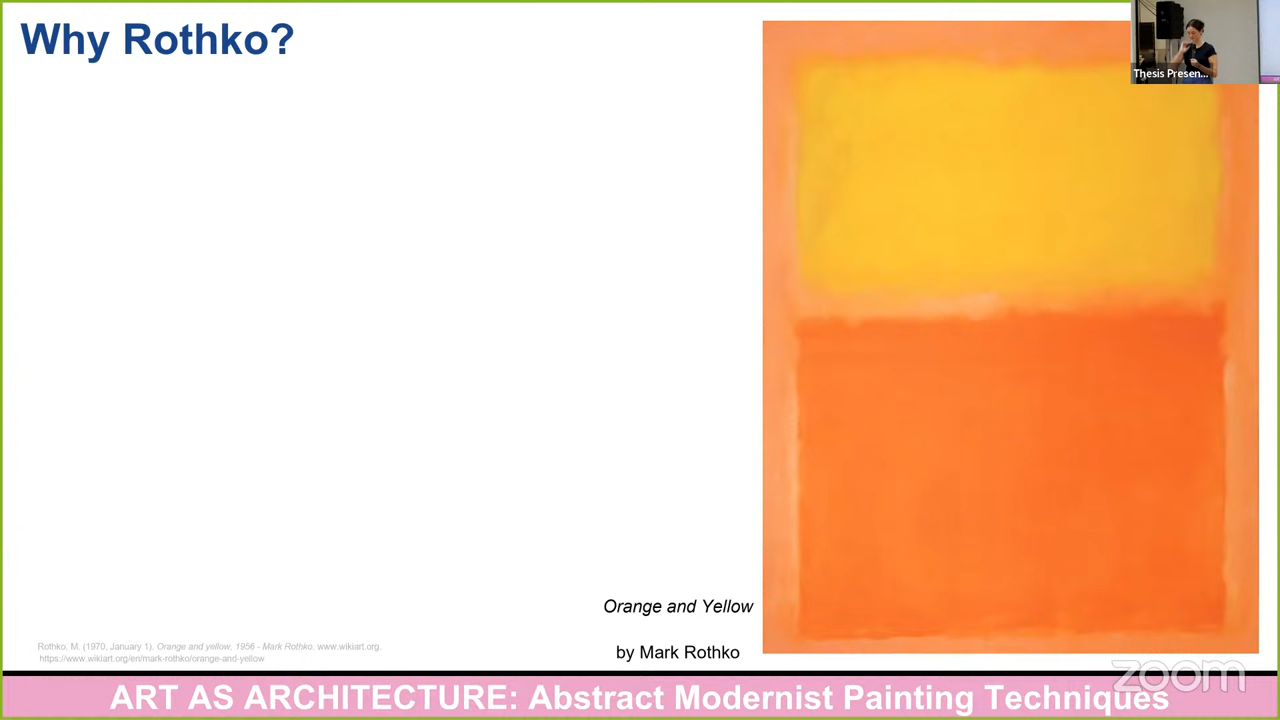 Why Rothko?
Thesis Presen...
Orange and Yellow
by Mark Rothko
Rothko, M. (1970, January 1). Orange and yellow, 1956 - Mark Rothko. www.wikiart.org.
https://www.wikiart.org/en/mark-rothko/orange-and-yellow
zoom
ART AS ARCHITECTURE: Abstract Modernist Painting Techniques